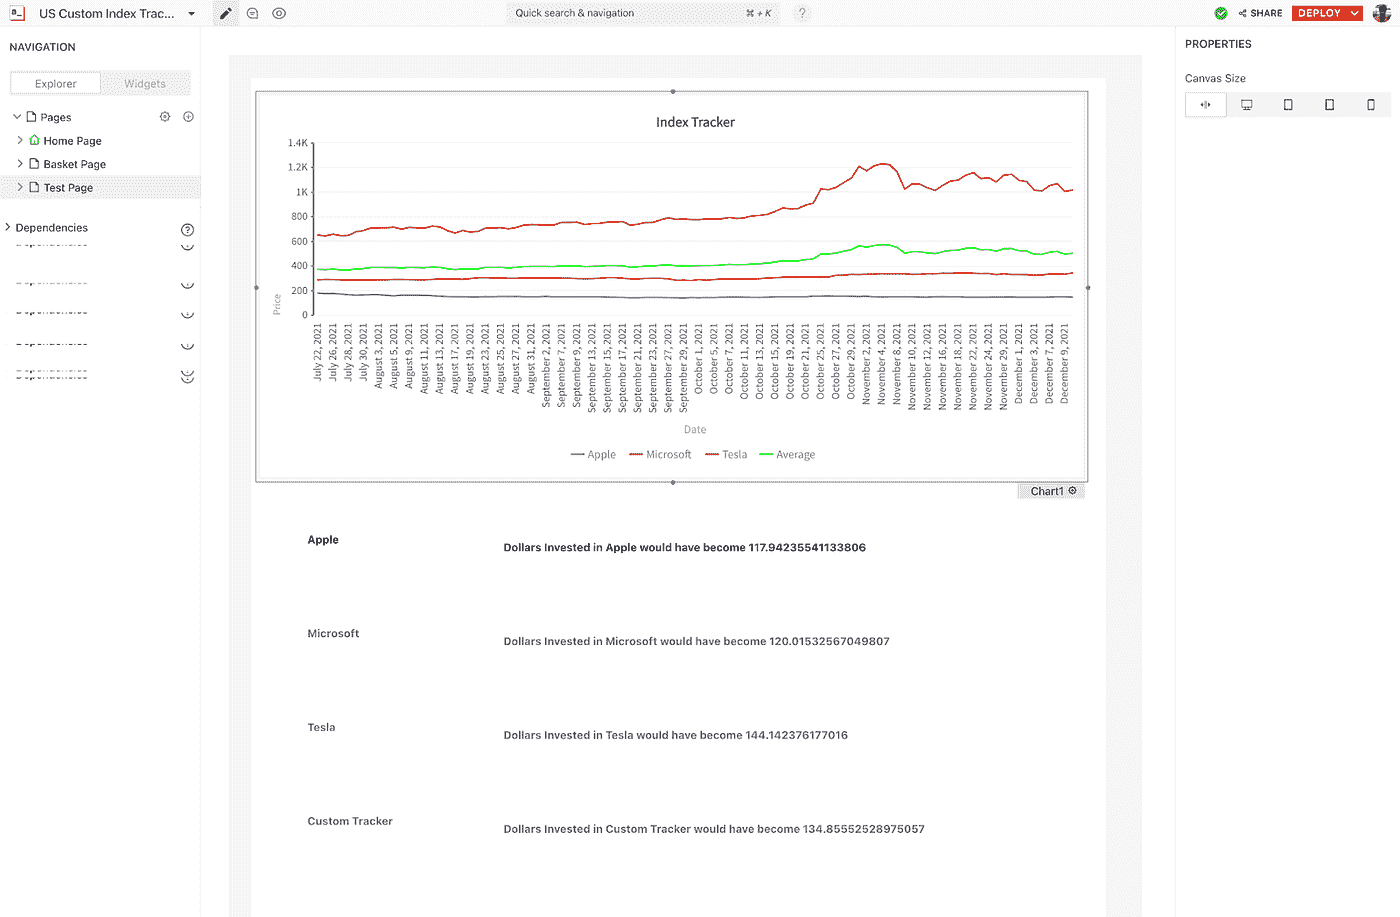 US Custom Index Trac...
Quick search & navigation
⌘ + K
?
SHARE
DEPLOY
NAVIGATION
Explorer
Widgets
Pages
Home Page
Basket Page
Test Page
Dependencies
PROPERTIES
Canvas Size
Index Tracker
1.4K
1.2K
1K
800
600
400
200
0
Price
July 22, 2021
July 26, 2021
July 28, 2021
July 30, 2021
August 3, 2021
August 5, 2021
August 9, 2021
August 11, 2021
August 13, 2021
August 17, 2021
August 19, 2021
August 23, 2021
August 25, 2021
August 27, 2021
August 31, 2021
September 2, 2021
September 7, 2021
September 9, 2021
September 13, 2021
September 15, 2021
September 17, 2021
September 21, 2021
September 23, 2021
September 27, 2021
September 29, 2021
October 1, 2021
October 5, 2021
October 7, 2021
October 11, 2021
October 13, 2021
October 15, 2021
October 19, 2021
October 21, 2021
October 25, 2021
October 27, 2021
October 29, 2021
November 2, 2021
November 4, 2021
November 8, 2021
November 10, 2021
November 12, 2021
November 16, 2021
November 18, 2021
November 22, 2021
November 24, 2021
November 29, 2021
December 1, 2021
December 3, 2021
December 7, 2021
December 9, 2021
Date
Apple
Microsoft
Tesla
Average
Chart1
Apple
Dollars Invested in Apple would have become 117.94235541133806
Microsoft
Dollars Invested in Microsoft would have become 120.01532567049807
Tesla
Dollars Invested in Tesla would have become 144.142376177016
Custom Tracker
Dollars Invested in Custom Tracker would have become 134.85552528975057